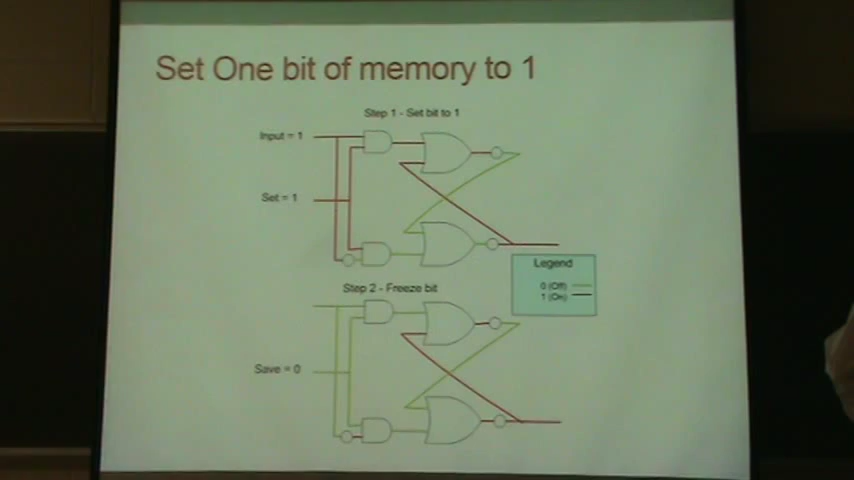 Set One bit of memory to 1
Step 1 - Set bit to 1
Input = 1
Set = 1
Legend
0 (Off)
1 (On)
Step 2 - Freeze bit
Save = 0